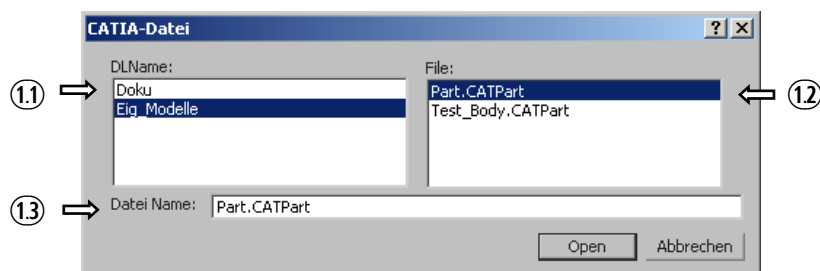 CATIA-Datei
DLName: File:
1.1 Doku Part.CATPart 1.2
Eig_Modelle Test_Body.CATPart
1.3 Datei Name: Part.CATPart
Open Abbrechen